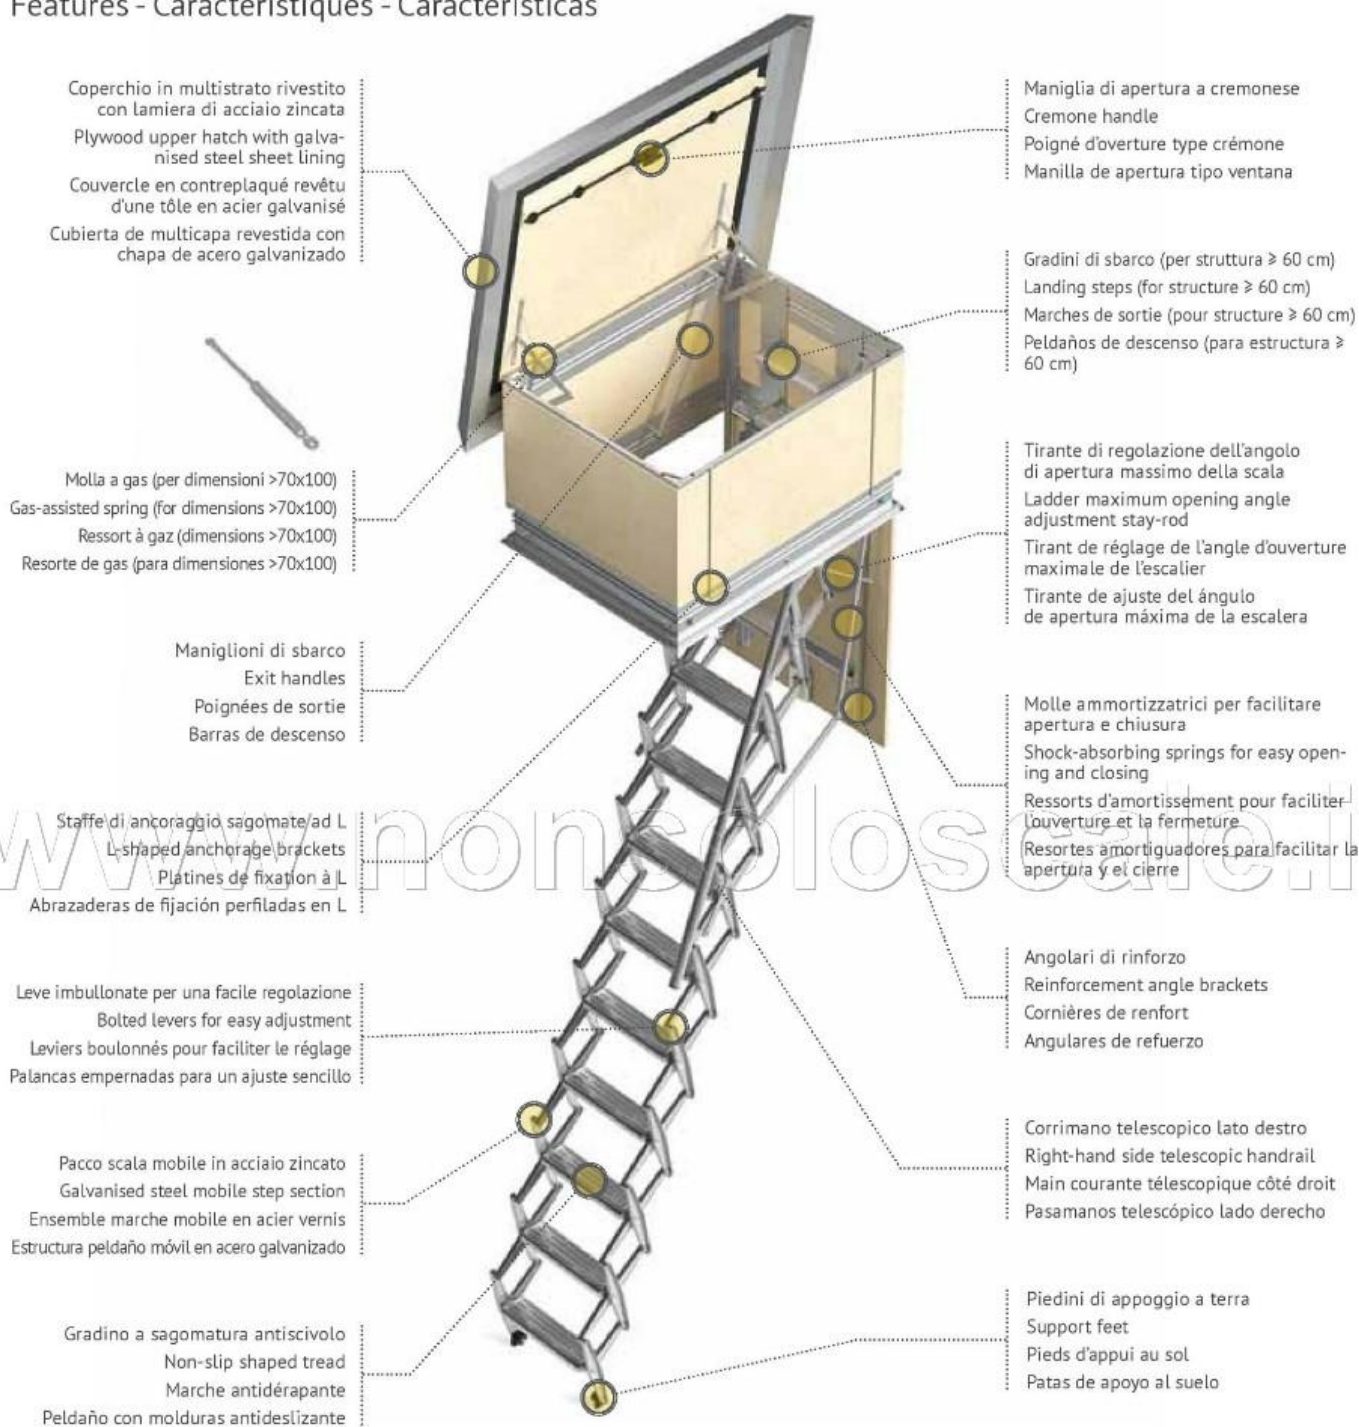 Features - Caractéristiques - Características
Coperchio in multistrato rivestito
con lamiera di acciaio zincata
Plywood upper hatch with galva-
nised steel sheet lining
Couvercle en contreplaqué revêtu
d'une tôle en acier galvanisé
Cubierta de multicapa revestida con
chapa de acero galvanizado
Molla a gas (per dimensioni >70x100)
Gas-assisted spring (for dimensions >70x100)
Ressort à gaz (dimensions >70x100)
Resorte de gas (para dimensiones >70x100)
Maniglioni di sbarco
Exit handles
Poignées de sortie
Barras de descenso
Staffe di ancoraggio sagomate ad L
L-shaped anchorage brackets
Platines de fixation à L
Abrazaderas de fijación perfiladas en L
Leve imbullonate per una facile regolazione
Bolted levers for easy adjustment
Leviers boulonnés pour faciliter le réglage
Palancas empernadas para un ajuste sencillo
Pacco scala mobile in acciaio zincato
Galvanised steel mobile step section
Ensemble marche mobile en acier vernis
Estructura peldaño móvil en acero galvanizado
Gradino a sagomatura antiscivolo
Non-slip shaped tread
Marche antidérapante
Peldaño con molduras antideslizante
Maniglia di apertura a cremonese
Cremone handle
Poigné d'overture type crémone
Manilla de apertura tipo ventana
Gradini di sbarco (per struttura ≥ 60 cm)
Landing steps (for structure ≥ 60 cm)
Marches de sortie (pour structure ≥ 60 cm)
Peldaños de descenso (para estructura ≥
60 cm)
Tirante di regolazione dell'angolo
di apertura massimo della scala
Ladder maximum opening angle
adjustment stay-rod
Tirant de réglage de l'angle d'ouverture
maximale de l'escalier
Tirante de ajuste del ángulo
de apertura máxima de la escalera
Molle ammortizzatrici per facilitare
apertura e chiusura
Shock-absorbing springs for easy open-
ing and closing
Ressorts d'amortissement pour faciliter
l'ouverture et la fermeture
Resortes amortiguadores para facilitar la
apertura y el cierre
Angolari di rinforzo
Reinforcement angle brackets
Cornières de renfort
Angulares de refuerzo
Corrimano telescopico lato destro
Right-hand side telescopic handrail
Main courante télescopique côté droit
Pasamanos telescópico lado derecho
Piedini di appoggio a terra
Support feet
Pieds d'appui au sol
Patas de apoyo al suelo
www.nonsoloscale.i